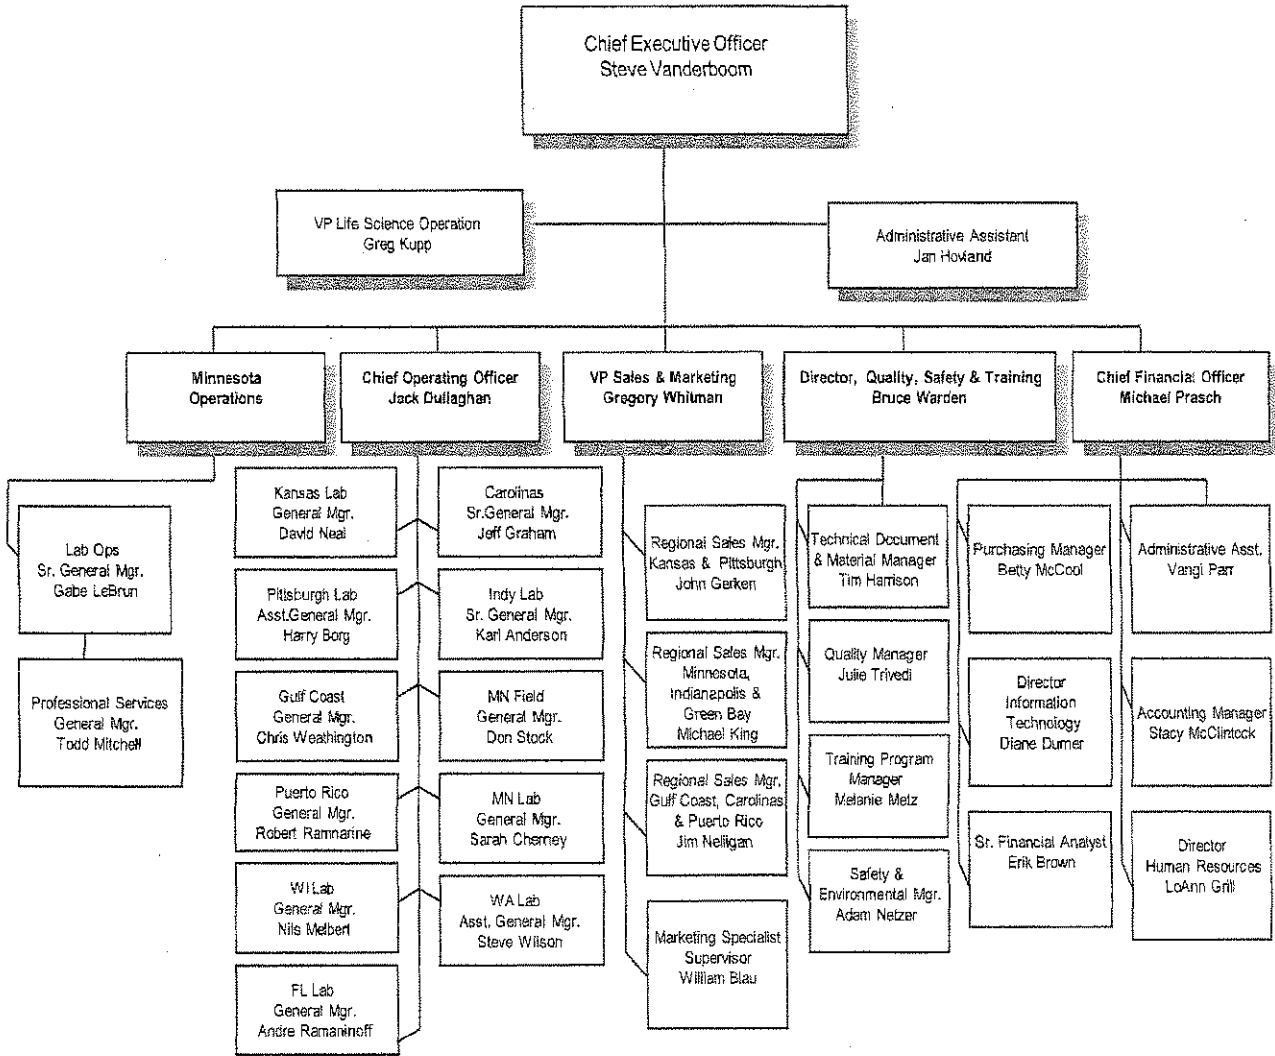 Chief Executive Officer
Steve Vanderboom
VP Life Science Operation
Greg Kupp
Administrative Assistant
Jan Hovland
Minnesota
Operations
Chief Operating Officer
Jack Dullaghan
VP Sales & Marketing
Gregory Whitman
Director, Quality, Safety & Training
Bruce Warden
Chief Financial Officer
Michael Prasch
Lab Ops
Sr. General Mgr.
Gabe LeBrun
Professional Services
General Mgr.
Todd Mitchell
Kansas Lab
General Mgr.
David Neal
Carolinas
Sr.General Mgr.
Jeff Graham
Pittsburgh Lab
Asst.General Mgr.
Harry Borg
Indy Lab
Sr. General Mgr.
Karl Anderson
Gulf Coast
General Mgr.
Chris Weathington
MN Field
General Mgr.
Don Stock
Puerto Rico
General Mgr.
Robert Ramnarine
MN Lab
General Mgr.
Sarah Cherney
WI Lab
General Mgr.
Nils Melbert
WA Lab
Asst. General Mgr.
Steve Wilson
FL Lab
General Mgr.
Andre Ramaninoff
Regional Sales Mgr.
Kansas & Pittsburgh
John Gerken
Regional Sales Mgr.
Minnesota,
Indianapolis &
Green Bay
Michael King
Regional Sales Mgr.
Gulf Coast, Carolinas
& Puerto Rico
Jim Nelligan
Marketing Specialist
Supervisor
William Blau
Technical Document
& Material Manager
Tim Harrison
Quality Manager
Julie Trivedi
Training Program
Manager
Melanie Metz
Safety &
Environmental Mgr.
Adam Netzer
Purchasing Manager
Betty McCool
Director
Information
Technology
Diane Durner
Sr. Financial Analyst
Erik Brown
Administrative Asst.
Vangi Parr
Accounting Manager
Stacy McClintock
Director
Human Resources
LoAnn Grill